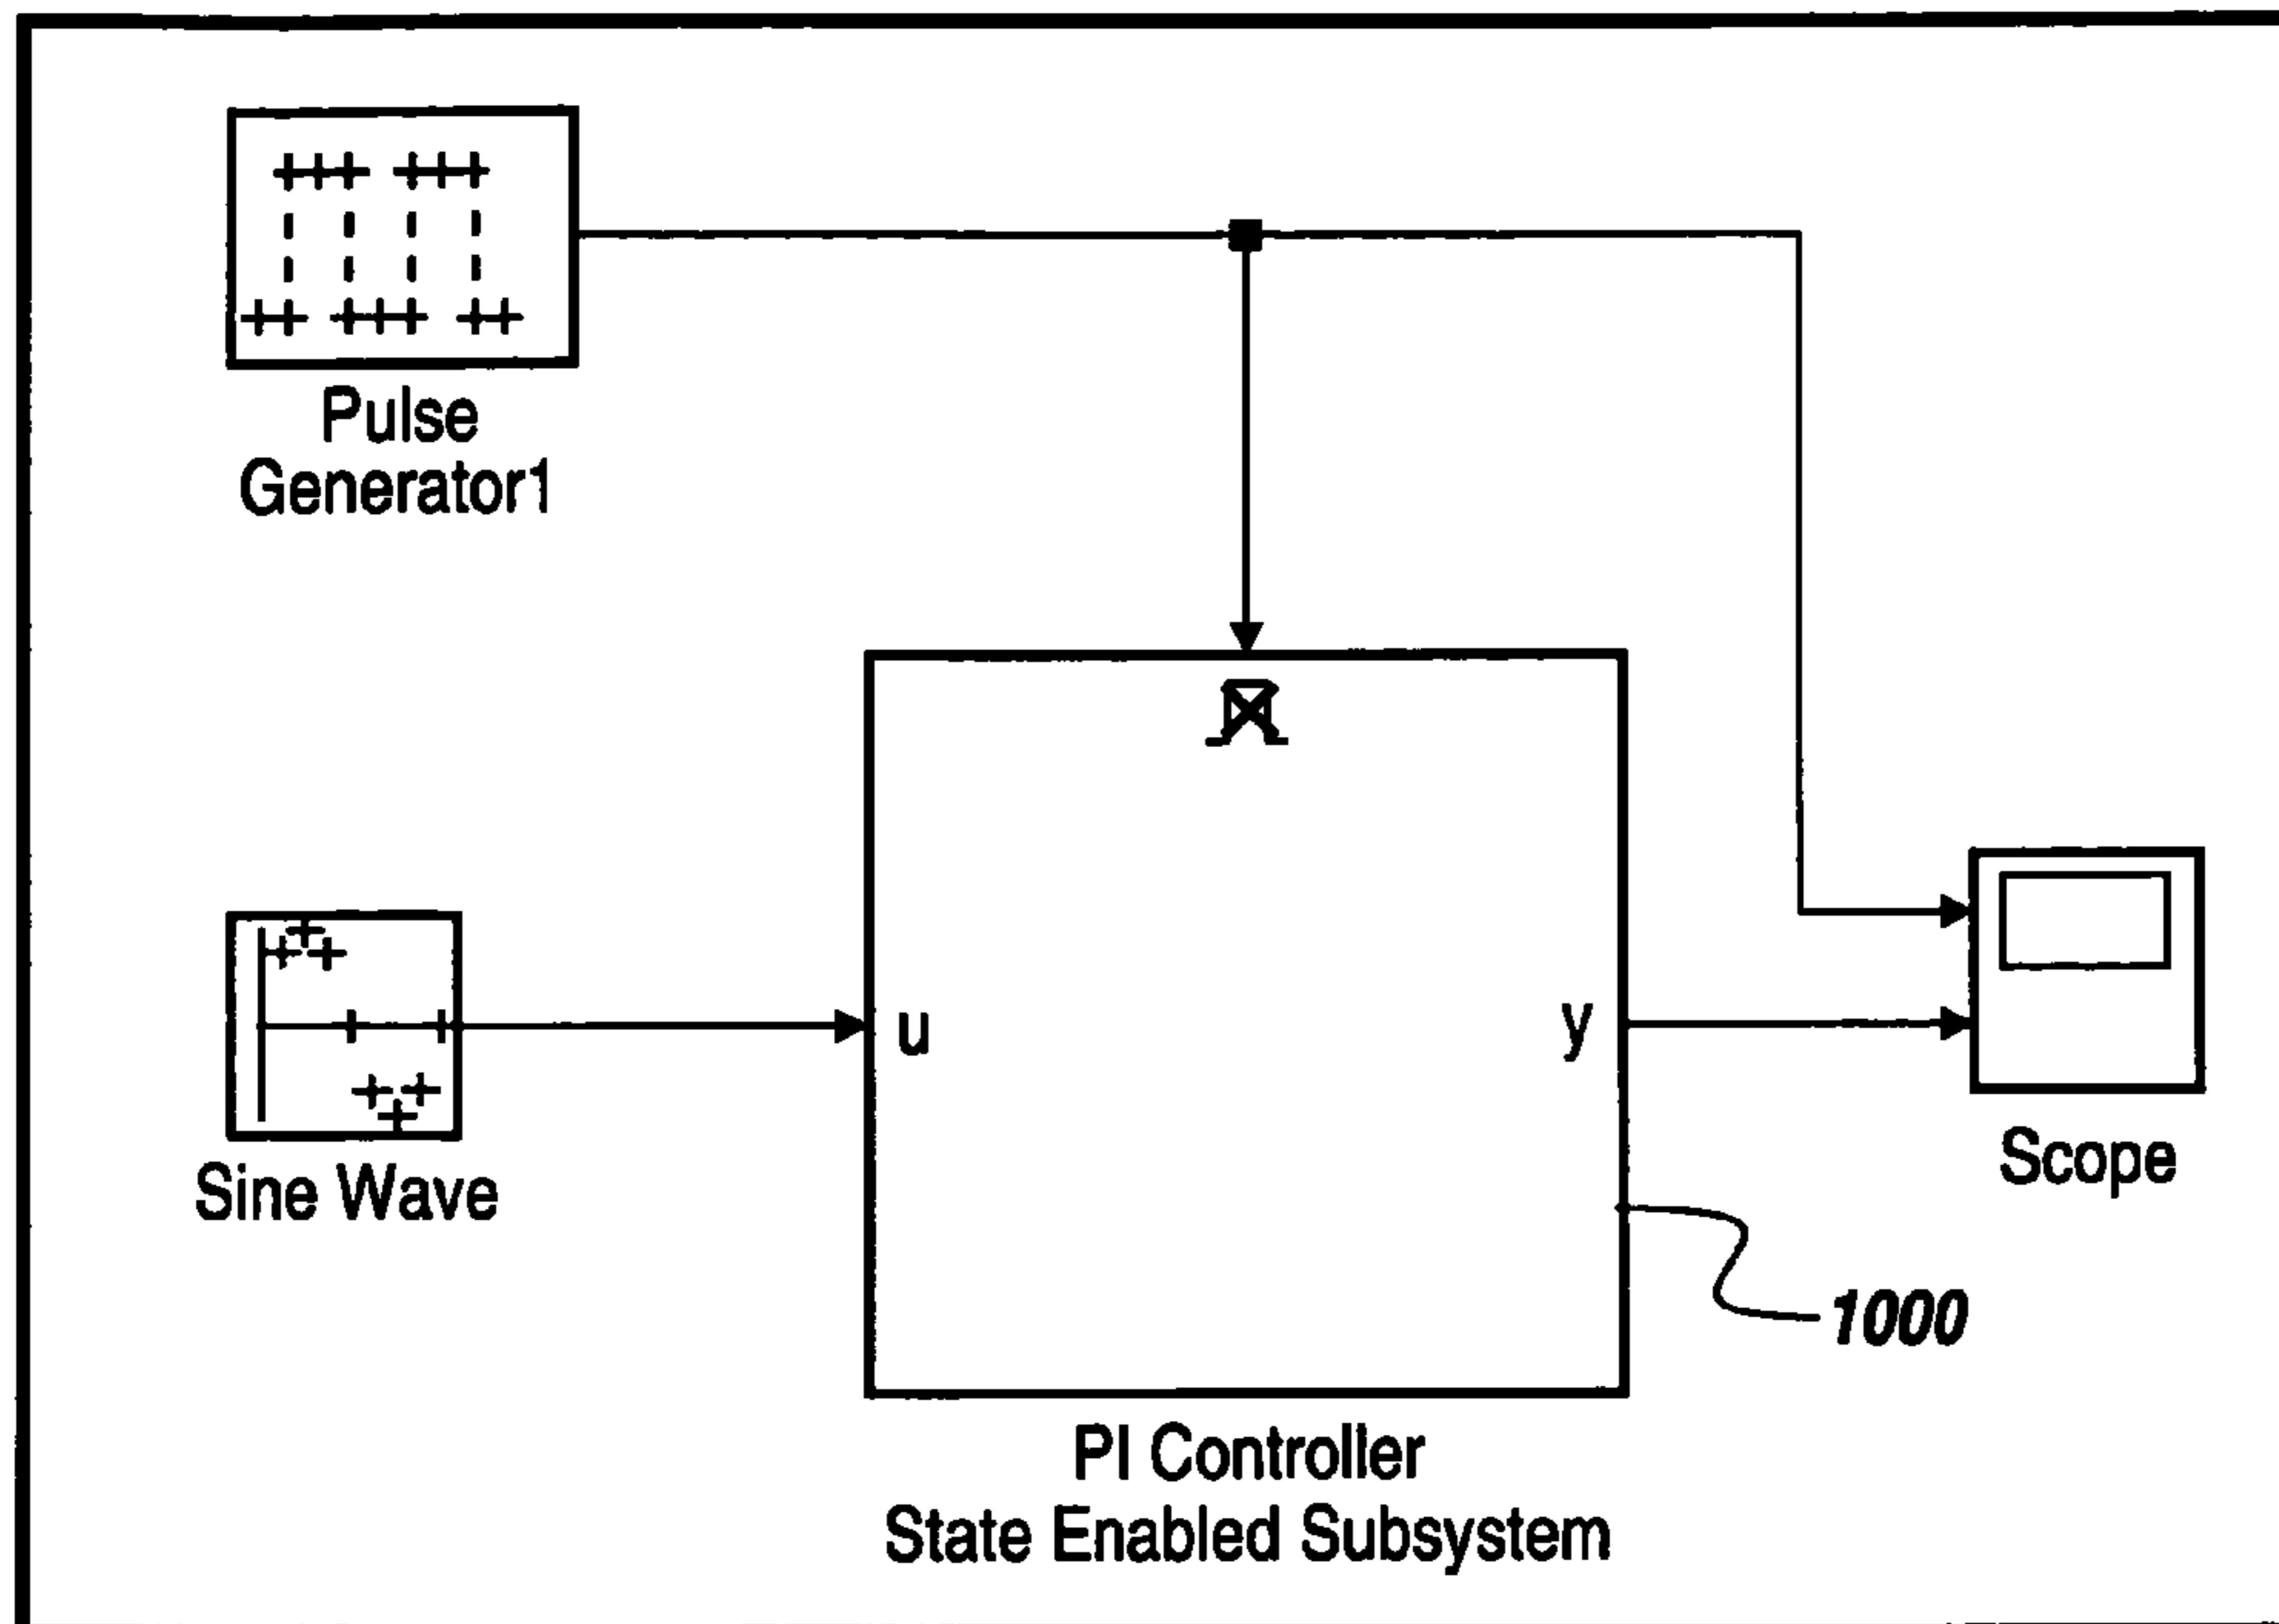 Pulse
Generator1
u
y
Sine Wave
Scope
1000
PI Controller
State Enabled Subsystem